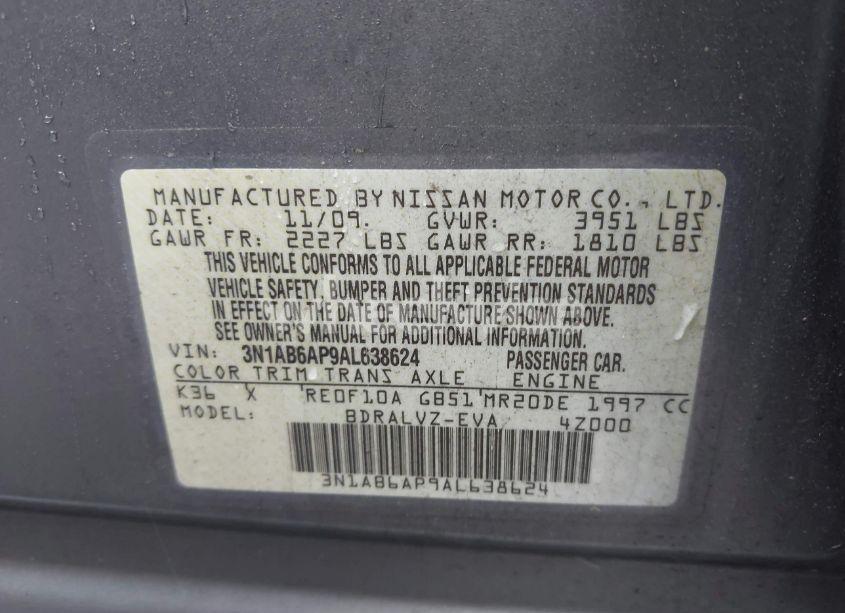 MANUFACTURED BY NISSAN MOTOR CO., LTD.
DATE: 11/09. GVWR: 3951 LBS
GAWR FR: 2227 LBS GAWR RR: 1810 LBS
THIS VEHICLE CONFORMS TO ALL APPLICABLE FEDERAL MOTOR
VEHICLE SAFETY, BUMPER AND THEFT PREVENTION STANDARDS
IN EFFECT ON THE DATE OF MANUFACTURE SHOWN ABOVE.
SEE OWNER'S MANUAL FOR ADDITIONAL INFORMATION.
VIN: 3N1AB6AP9AL638624 PASSENGER CAR.
COLOR TRIM TRANS AXLE ENGINE
K36 X RE0F10A GB51 MR20DE 1997 CC
MODEL: BDRALVZ-EVA 4Z000
3N1AB6AP9AL638624